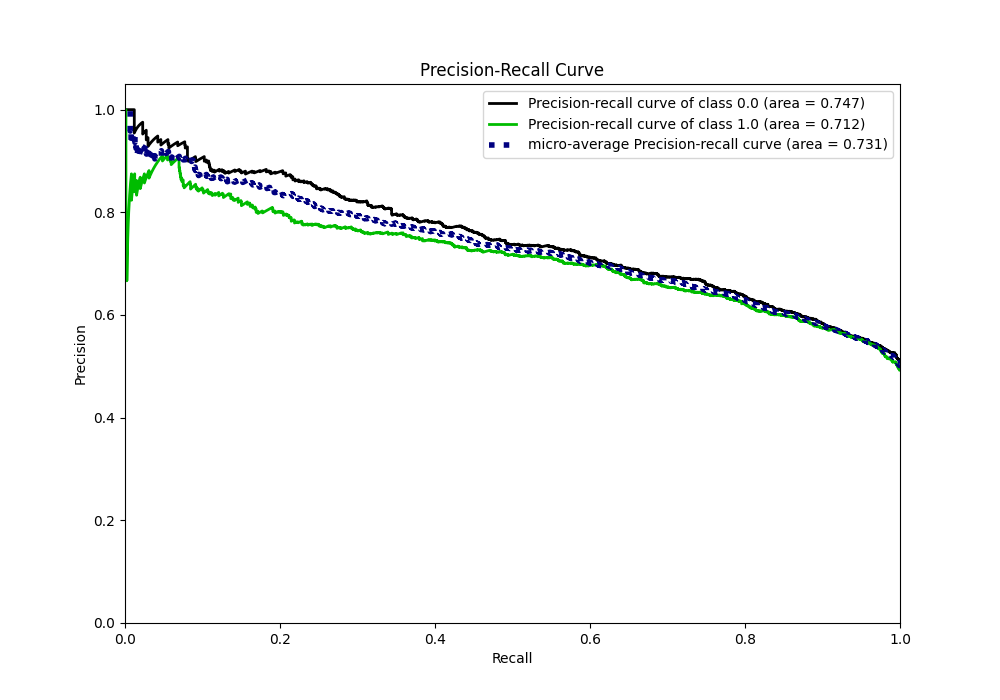 Precision-Recall Curve
Precision-recall curve of class 0.0 (area = 0.747)
Precision-recall curve of class 1.0 (area = 0.712)
micro-average Precision-recall curve (area = 0.731)
Precision
1.0
0.8
0.6
0.4
0.2
0.0
0.0 0.2 0.4 0.6 0.8 1.0
Recall